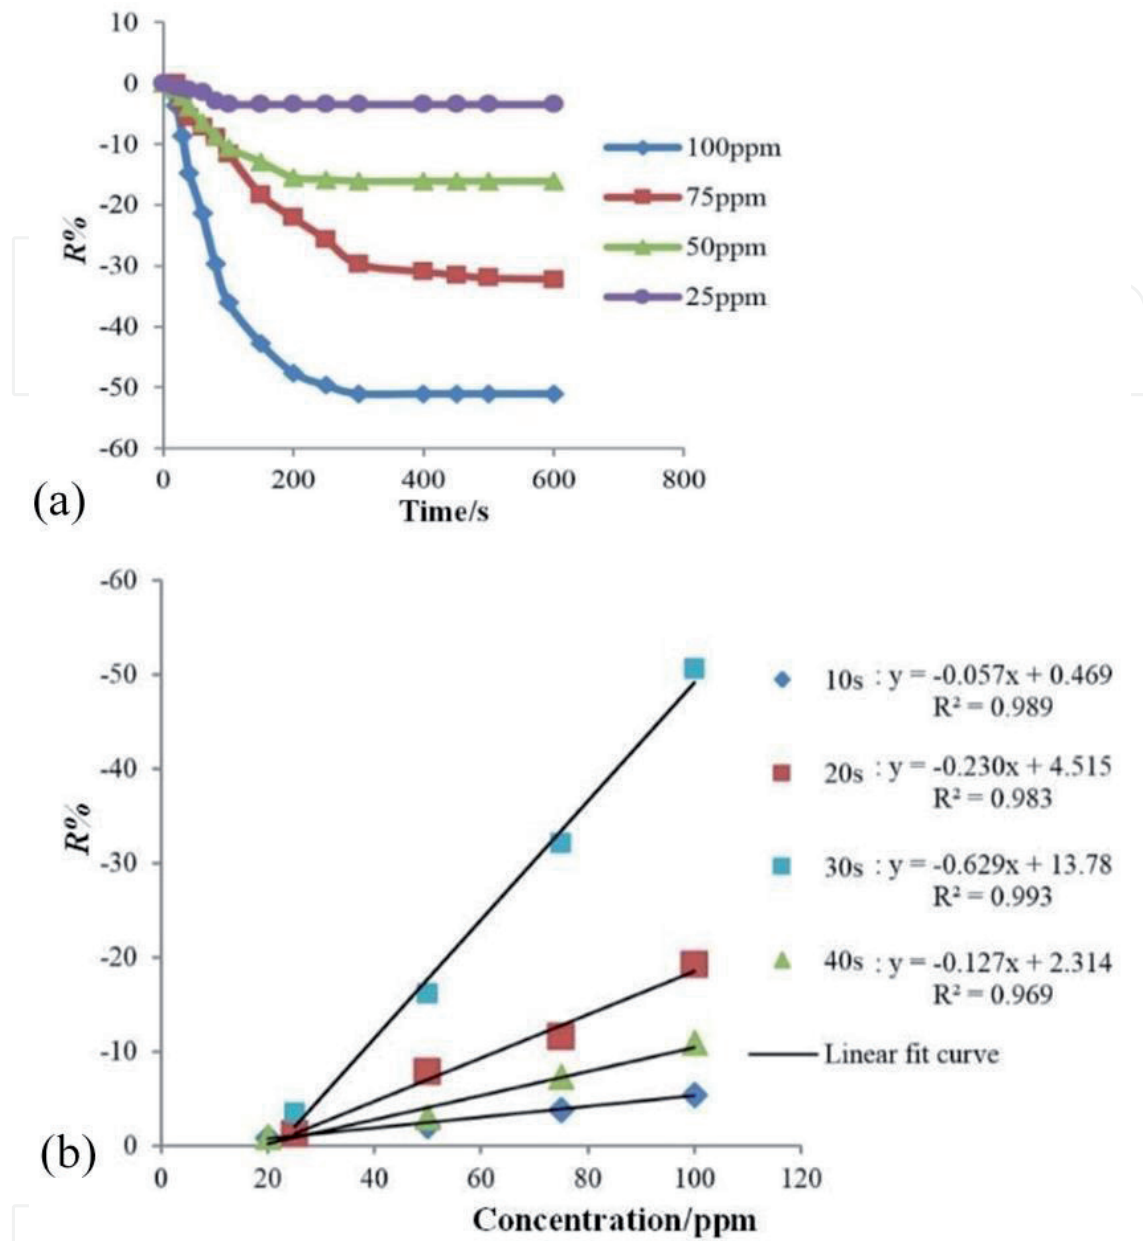 10
0
-10
-20
-30
-40
-50
-60
R%
0 200 400 600 800
Time/s
100ppm
75ppm
50ppm
25ppm
(a)
-60
-50
-40
-30
-20
-10
0
R%
0 20 40 60 80 100 120
Concentration/ppm
10s : y = -0.057x + 0.469
R² = 0.989
20s : y = -0.230x + 4.515
R² = 0.983
30s : y = -0.629x + 13.78
R² = 0.993
40s : y = -0.127x + 2.314
R² = 0.969
Linear fit curve
(b)